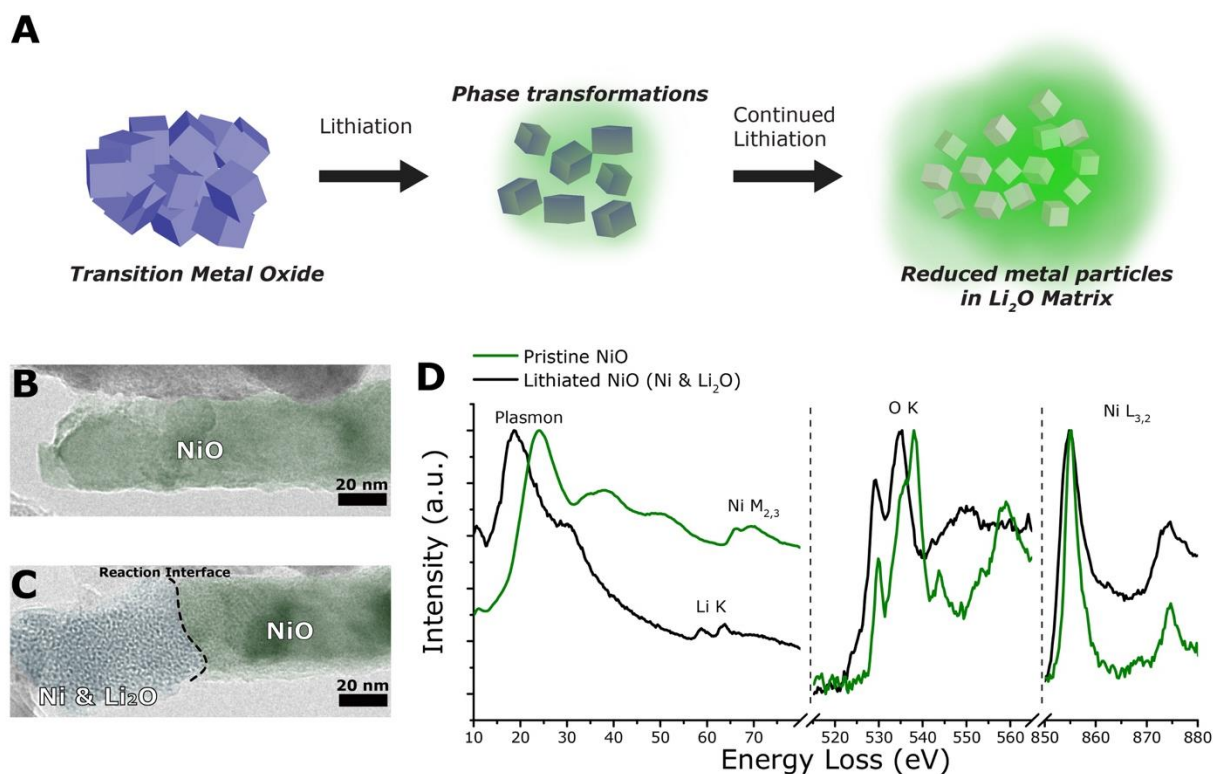 A
Lithiation
Phase transformations
Continued
Lithiation
Transition Metal Oxide
Reduced metal particles
in Li₂O Matrix
B
NiO
20 nm
C
Reaction Interface
NiO
Ni & Li₂O
20 nm
D
Pristine NiO
Lithiated NiO (Ni & Li₂O)
Plasmon
O K
Ni L₃,₂
Ni M₂,₃
Li K
Intensity (a.u.)
10 20 30 40 50 60 70 520 530 540 550 560 850 860 870 880
Energy Loss (eV)